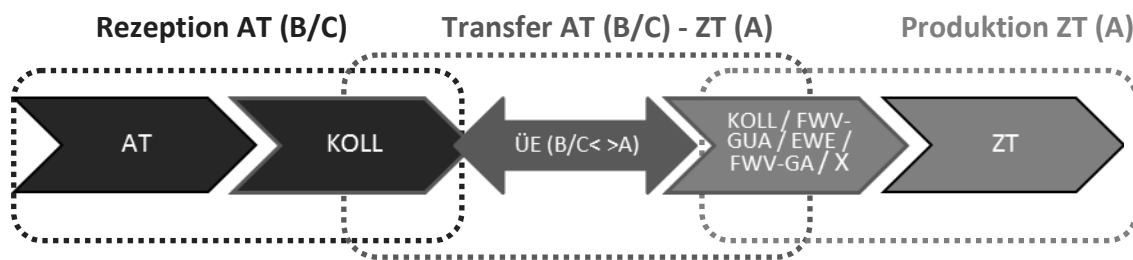 Rezeption AT (B/C)
Transfer AT (B/C) - ZT (A)
Produktion ZT (A)
AT
KOLL
ÜE (B/C< >A)
KOLL / FWV-
GUA / EWE /
FWV-GA / X
ZT